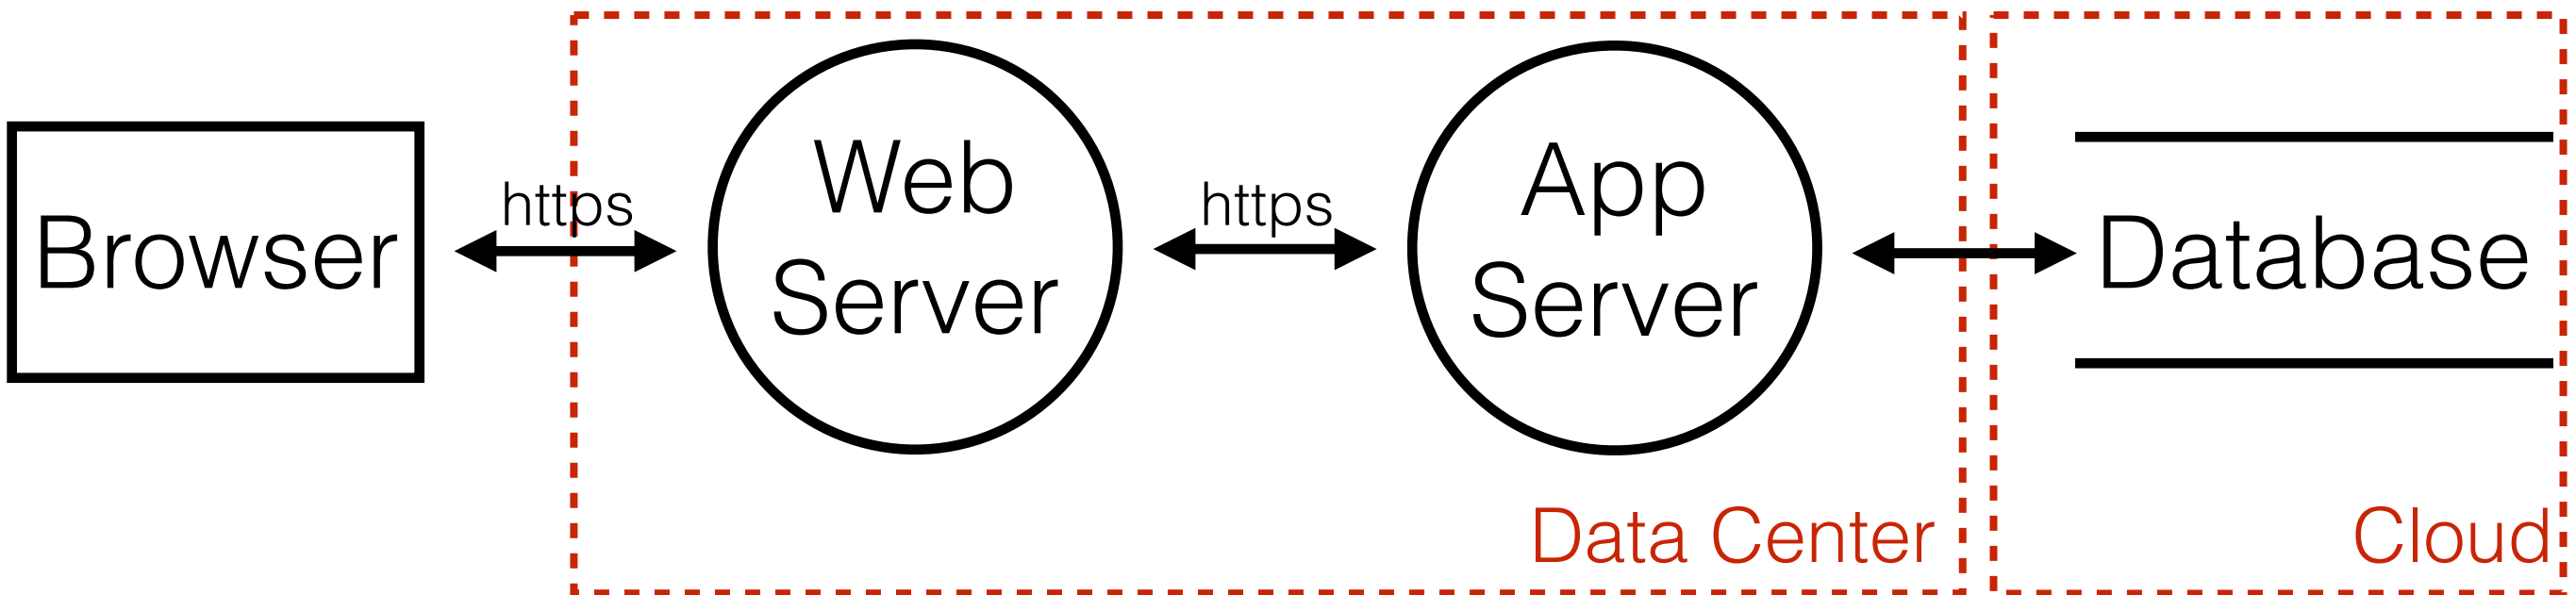 Browser
https
Web
Server
https
App
Server
Database
Data Center
Cloud